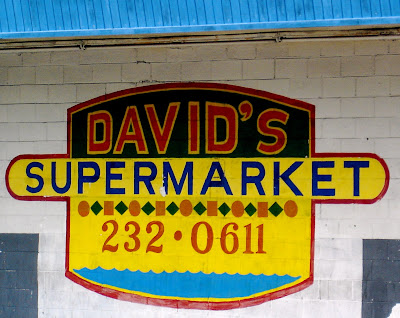 DAVID'S
SUPERMARKET
232·0611